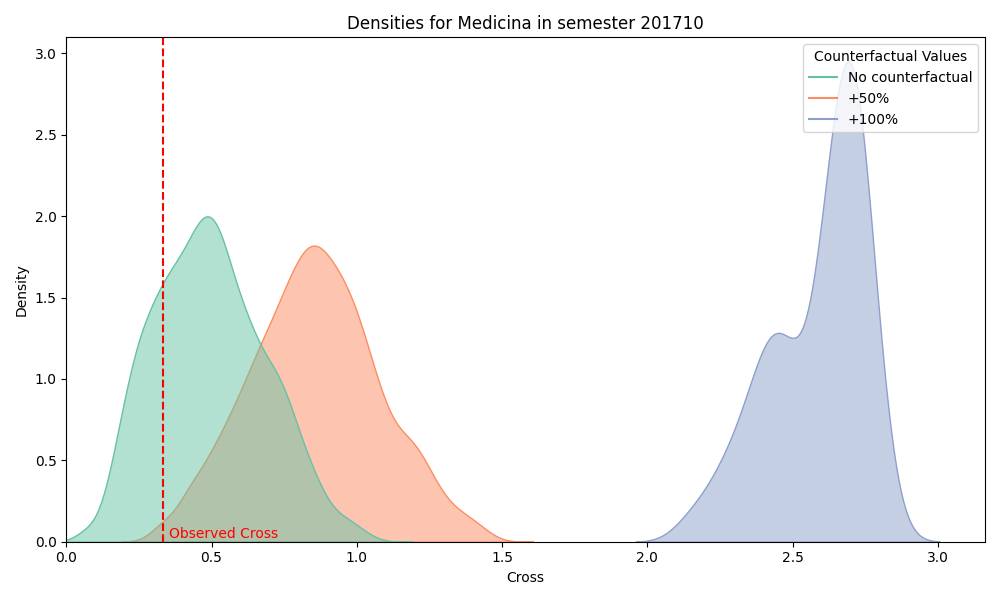 Densities for Medicina in semester 201710
Counterfactual Values
No counterfactual
+50%
+100%
3.0
2.5
2.0
1.5
1.0
0.5
0.0
Density
Observed Cross
0.0 0.5 1.0 1.5 2.0 2.5 3.0
Cross